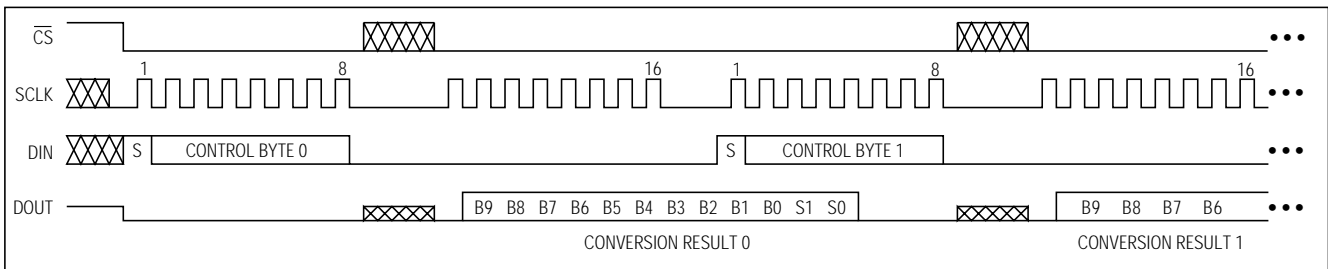 CS
1 8 16 1 8 16
SCLK
DIN S CONTROL BYTE 0 S CONTROL BYTE 1
DOUT B9 B8 B7 B6 B5 B4 B3 B2 B1 B0 S1 S0 B9 B8 B7 B6
CONVERSION RESULT 0 CONVERSION RESULT 1